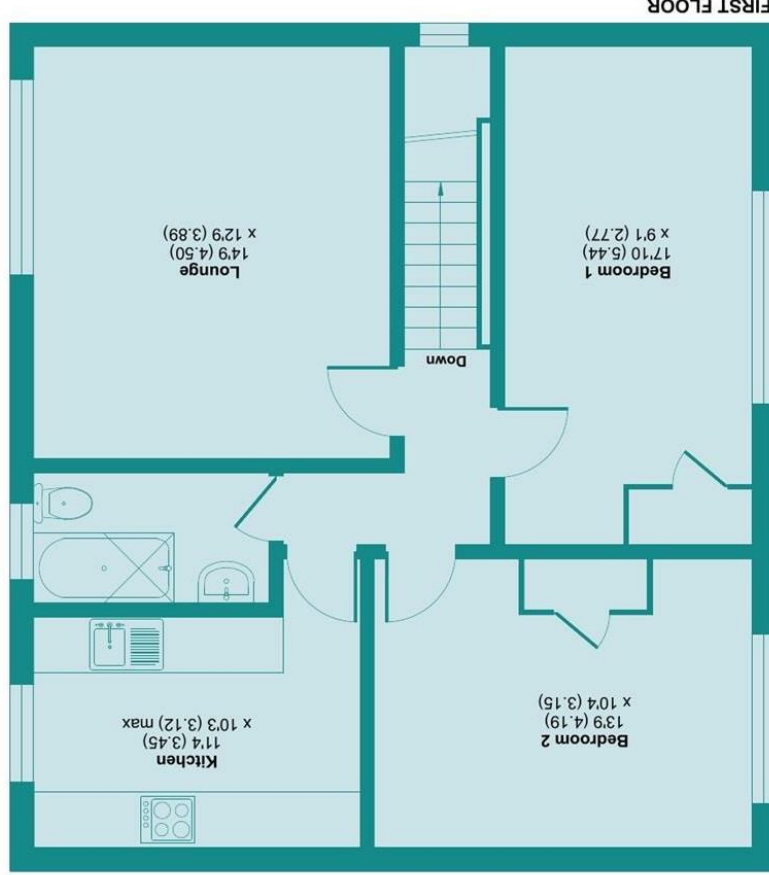 Bedroom 2
13'9 (4.19)
x 10'4 (3.15)
Kitchen
11'4 (3.45)
x 10'3 (3.12) max
Down
Bedroom 1
17'10 (5.44)
x 9'1 (2.77)
Lounge
14'9 (4.50)
x 12'9 (3.89)
FIRST FLOOR